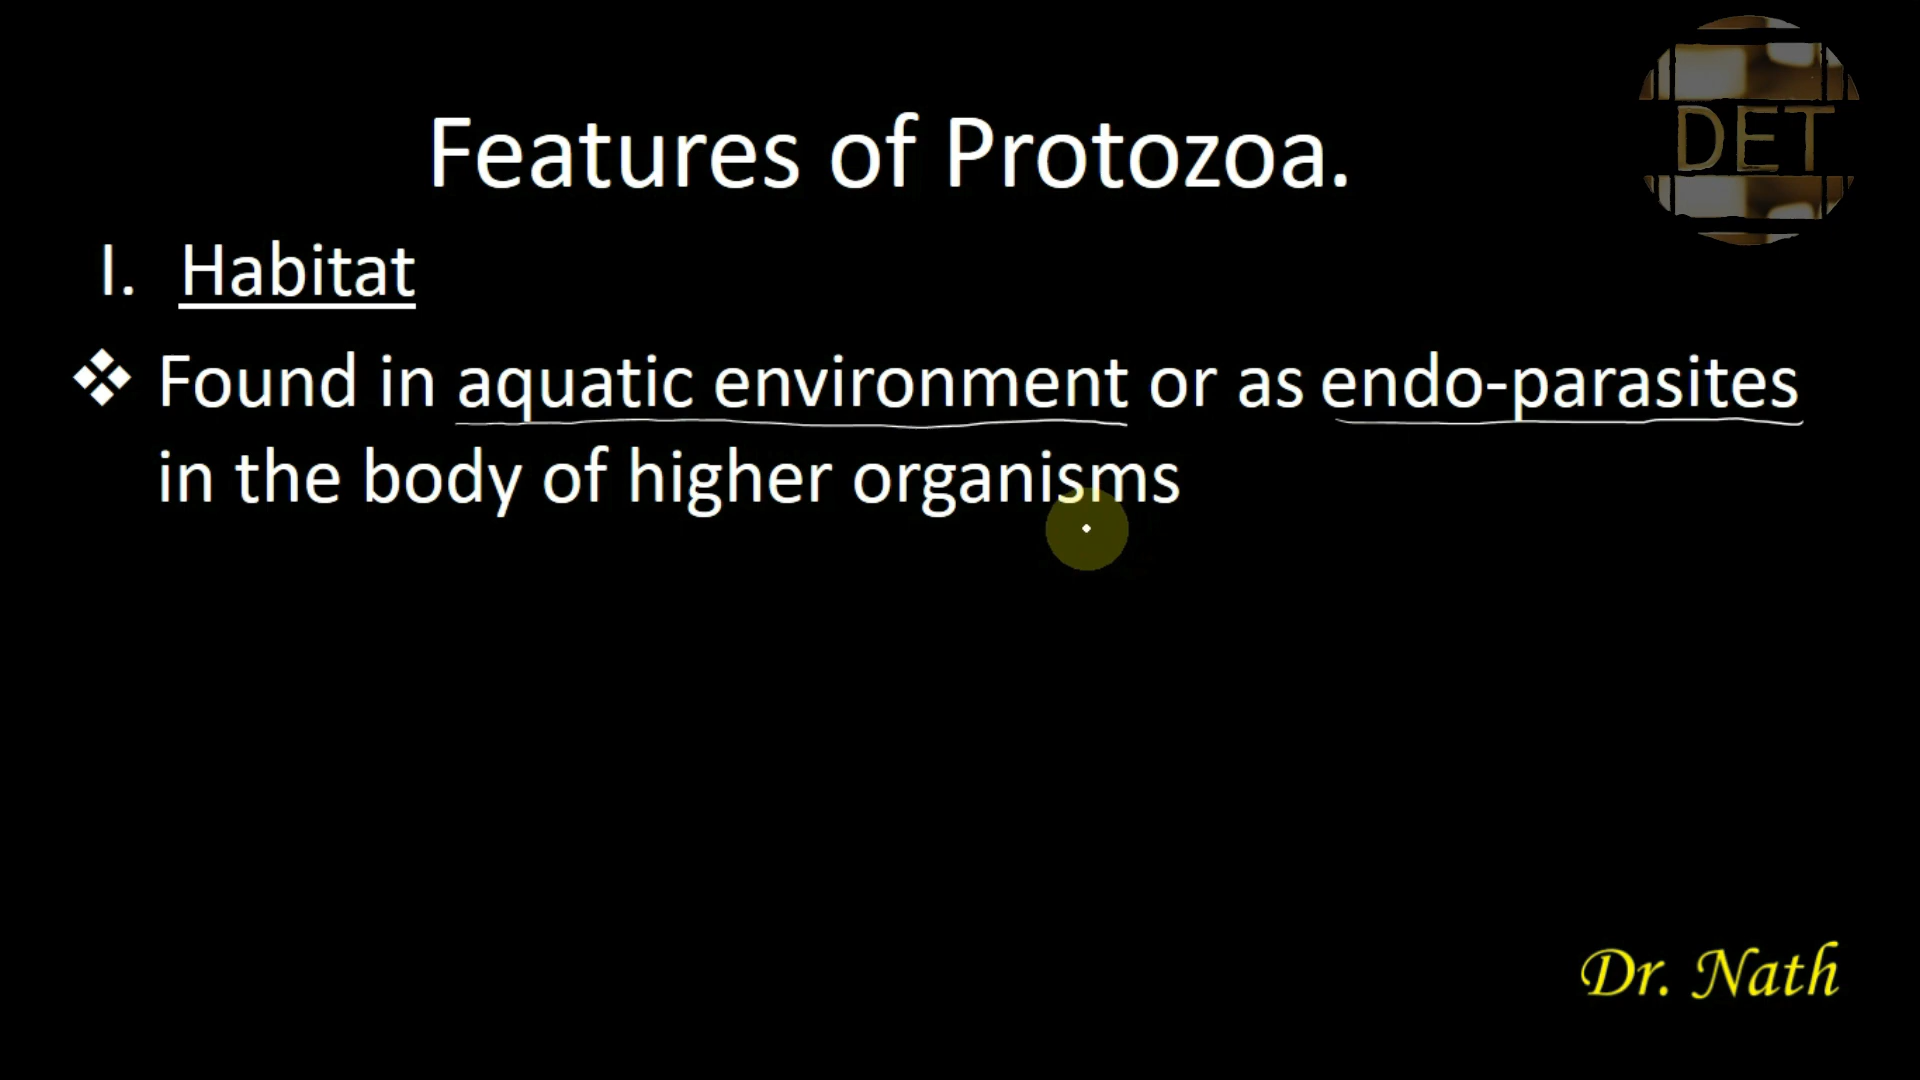 DET
Features of Protozoa.
I. Habitat
❖ Found in aquatic environment or as endo-parasites
in the body of higher organisms
Dr. Nath